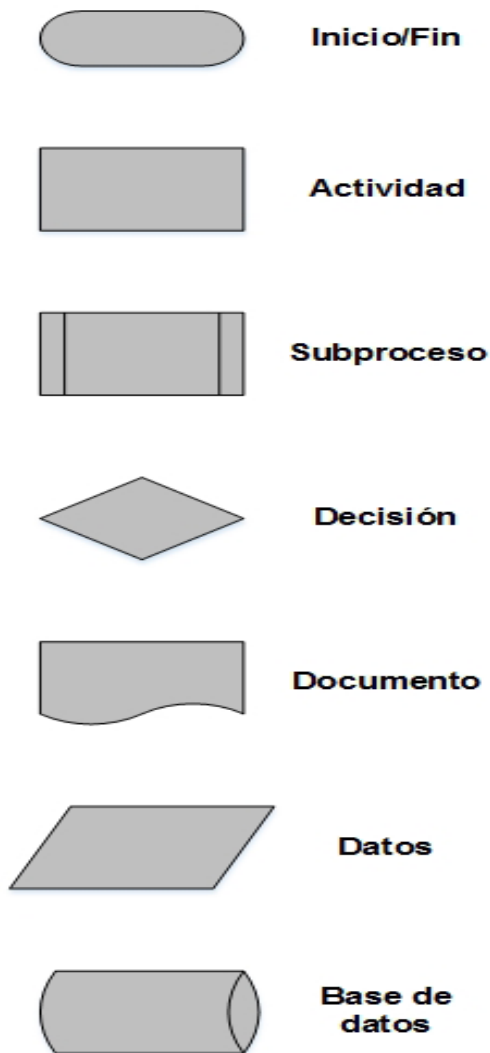 Inicio/Fin
Actividad
Subproceso
Decisión
Documento
Datos
Base de
datos